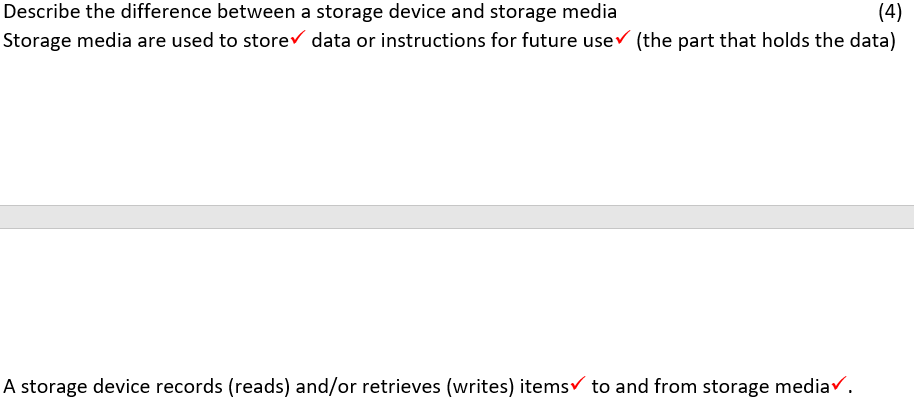 Describe the difference between a storage device and storage media (4)
Storage media are used to store✓ data or instructions for future use✓ (the part that holds the data)
A storage device records (reads) and/or retrieves (writes) items✓ to and from storage media✓.